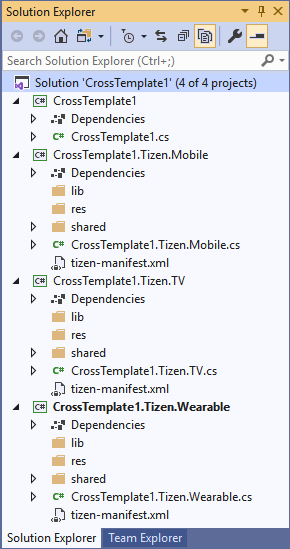 Solution Explorer
Search Solution Explorer (Ctrl+;)
Solution 'CrossTemplate1' (4 of 4 projects)
C# CrossTemplate1
Dependencies
C# CrossTemplate1.cs
C# CrossTemplate1.Tizen.Mobile
Dependencies
lib
res
shared
C# CrossTemplate1.Tizen.Mobile.cs
tizen-manifest.xml
C# CrossTemplate1.Tizen.TV
Dependencies
lib
res
shared
C# CrossTemplate1.Tizen.TV.cs
tizen-manifest.xml
C# CrossTemplate1.Tizen.Wearable
Dependencies
lib
res
shared
C# CrossTemplate1.Tizen.Wearable.cs
tizen-manifest.xml
Solution Explorer Team Explorer